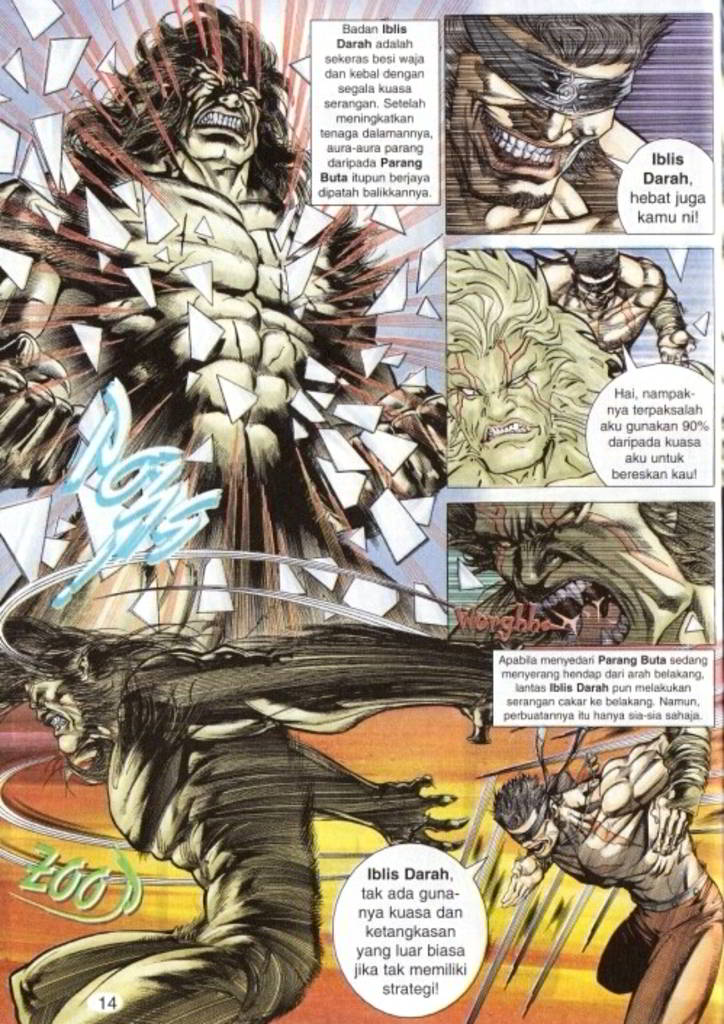 Badan Iblis
Darah adalah
sekeras besi waja
dan kebal dengan
segala kuasa
serangan. Setelah
meningkatkan
tenaga dalamannya,
aura-aura parang
daripada Parang
Buta itupun berjaya
dipatah balikkannya.
Iblis
Darah,
hebat juga
kamu ni!
Hai, nampak-
nya terpaksalah
aku gunakan 90%
daripada kuasa
aku untuk
bereskan kau!
Worghhh
Apabila menyedari Parang Buta sedang
menyerang hendap dari arah belakang,
lantas Iblis Darah pun melakukan
serangan cakar ke belakang. Namun,
perbuatannya itu hanya sia-sia sahaja.
Iblis Darah,
tak ada guna-
nya kuasa dan
ketangkasan
yang luar biasa
jika tak memiliki
strategi!
14